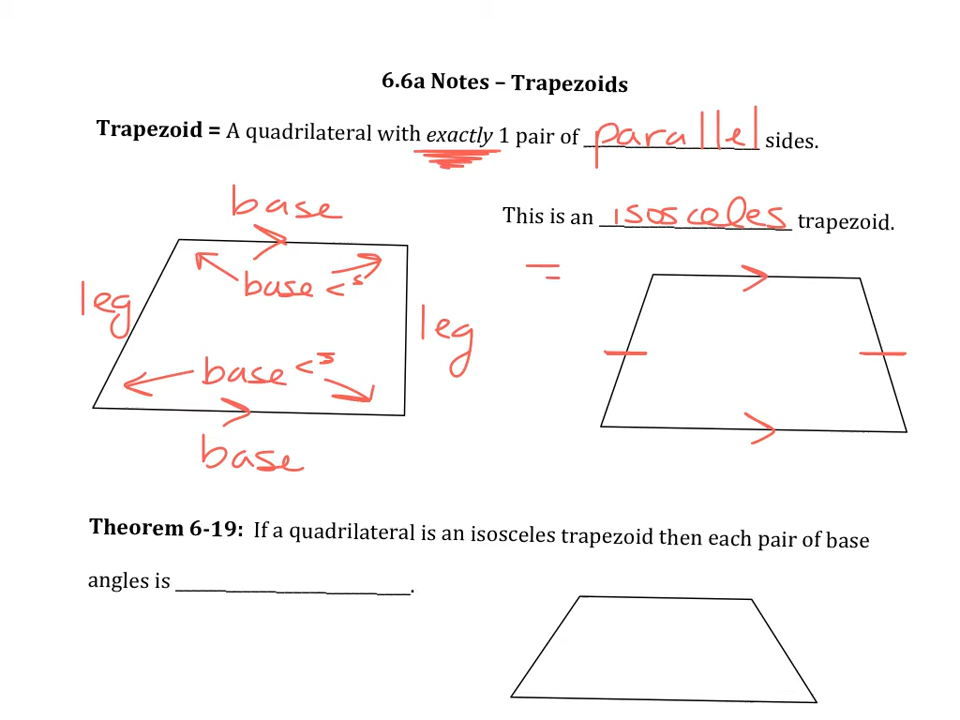 6.6a Notes – Trapezoids
Trapezoid = A quadrilateral with exactly 1 pair of parallel sides.
This is an isosceles trapezoid.
base
base <s
leg
leg
base <s
base
Theorem 6-19: If a quadrilateral is an isosceles trapezoid then each pair of base
angles is ____________________.